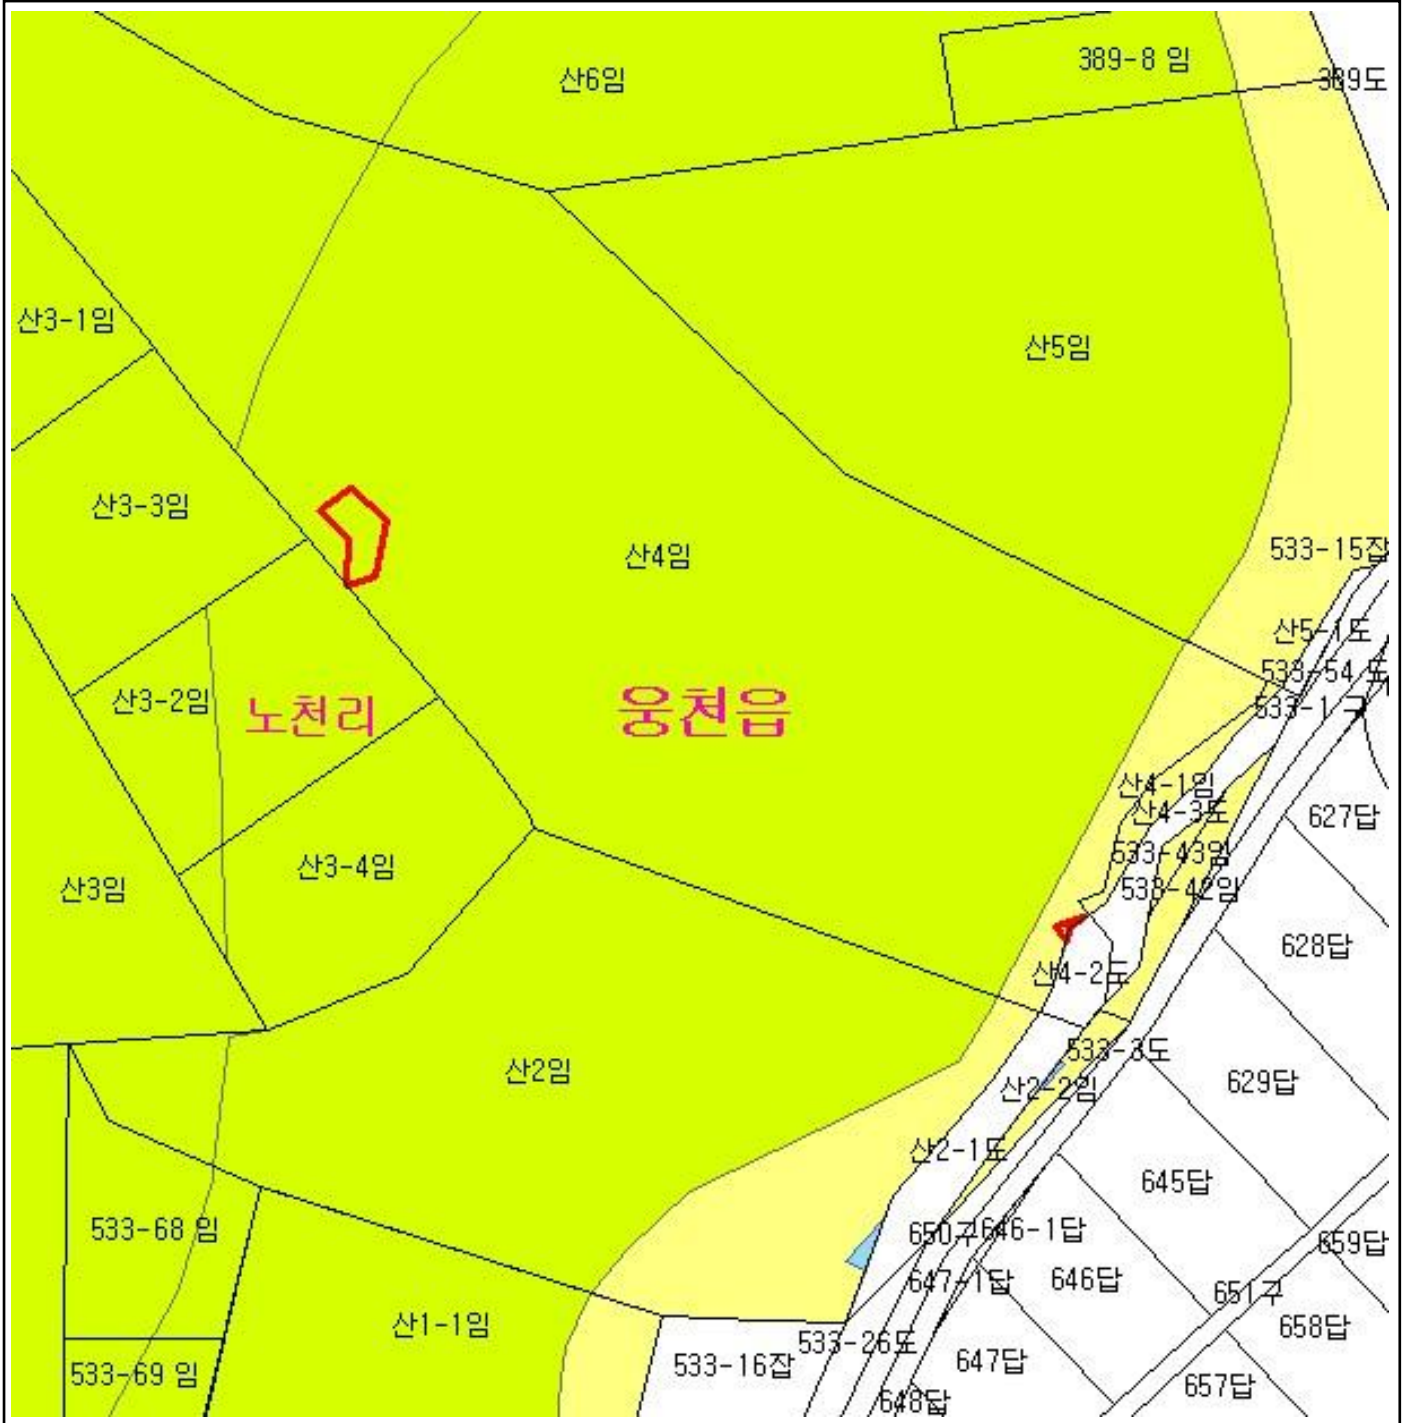 389-8 임
산6임
389도
산3-1임
산5임
산3-3임
533-15잡
산4임
산5-1도
533-54 도
산3-2임
노천리
웅천읍
533-1 구
산4-1임
산4-3도
627답
533-43임
산3-4임
산3임
533-42임
628답
산4-2도
533-3도
산2임
산2-2임
629답
산2-1도
645답
533-68 임
650구
646-1답
659답
647-1답
646답
651구
산1-1임
658답
533-26도
533-16잡
647답
533-69 임
657답
648답